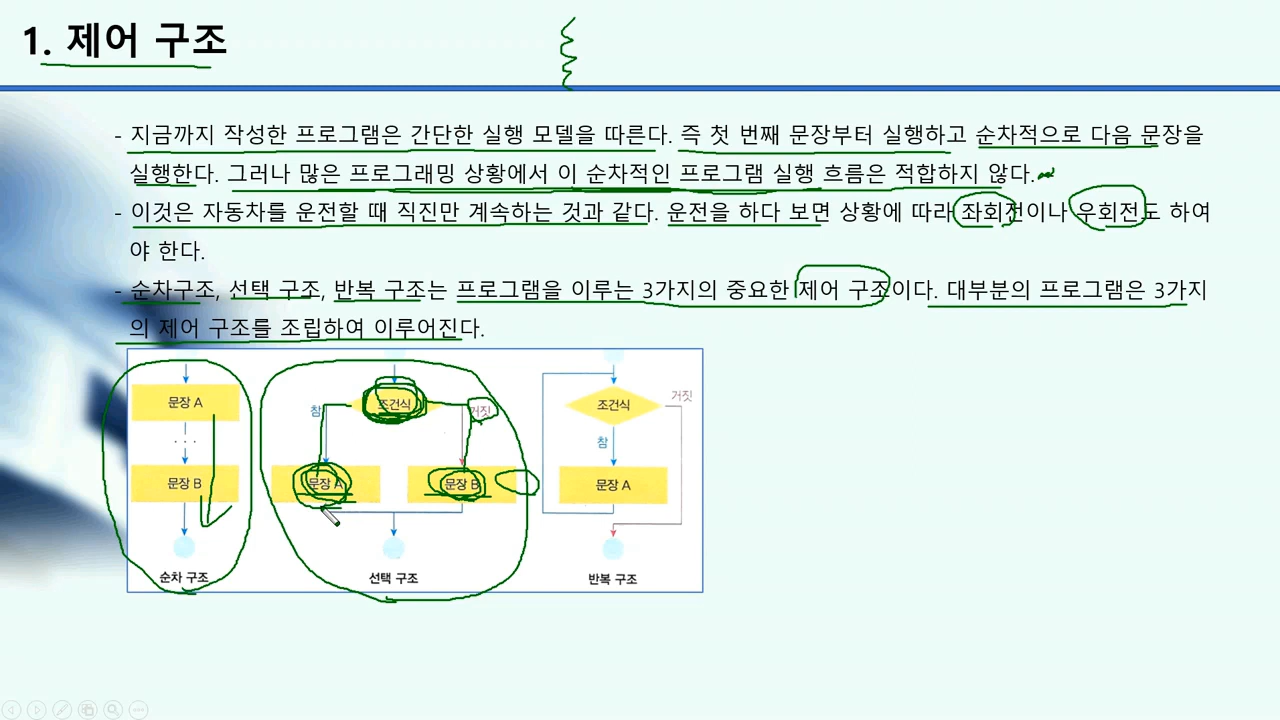 1. 제어 구조
- 지금까지 작성한 프로그램은 간단한 실행 모델을 따른다. 즉 첫 번째 문장부터 실행하고 순차적으로 다음 문장을
실행한다. 그러나 많은 프로그래밍 상황에서 이 순차적인 프로그램 실행 흐름은 적합하지 않다.
- 이것은 자동차를 운전할 때 직진만 계속하는 것과 같다. 운전을 하다 보면 상황에 따라 좌회전이나 우회전도 하여
야 한다.
- 순차구조, 선택 구조, 반복 구조는 프로그램을 이루는 3가지의 중요한 제어 구조이다. 대부분의 프로그램은 3가지
의 제어 구조를 조립하여 이루어진다.
문장 A
...
문장 B
순차 구조
조건식
참
거짓
문장 A
문장 B
선택 구조
조건식
거짓
참
문장 A
반복 구조